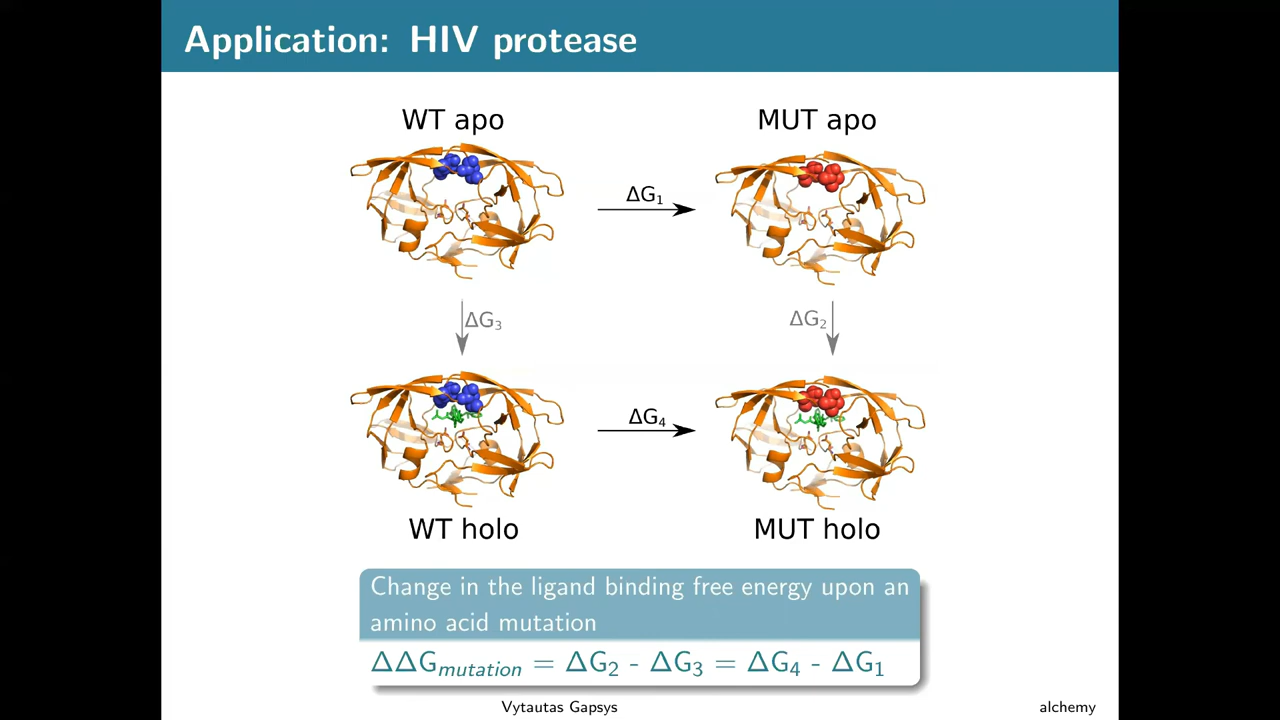 Application: HIV protease
WT apo
MUT apo
ΔG₁
ΔG₃
ΔG₂
ΔG₄
WT holo
MUT holo
Change in the ligand binding free energy upon an
amino acid mutation
ΔΔG_mutation = ΔG₂ - ΔG₃ = ΔG₄ - ΔG₁
Vytautas Gapsys
alchemy